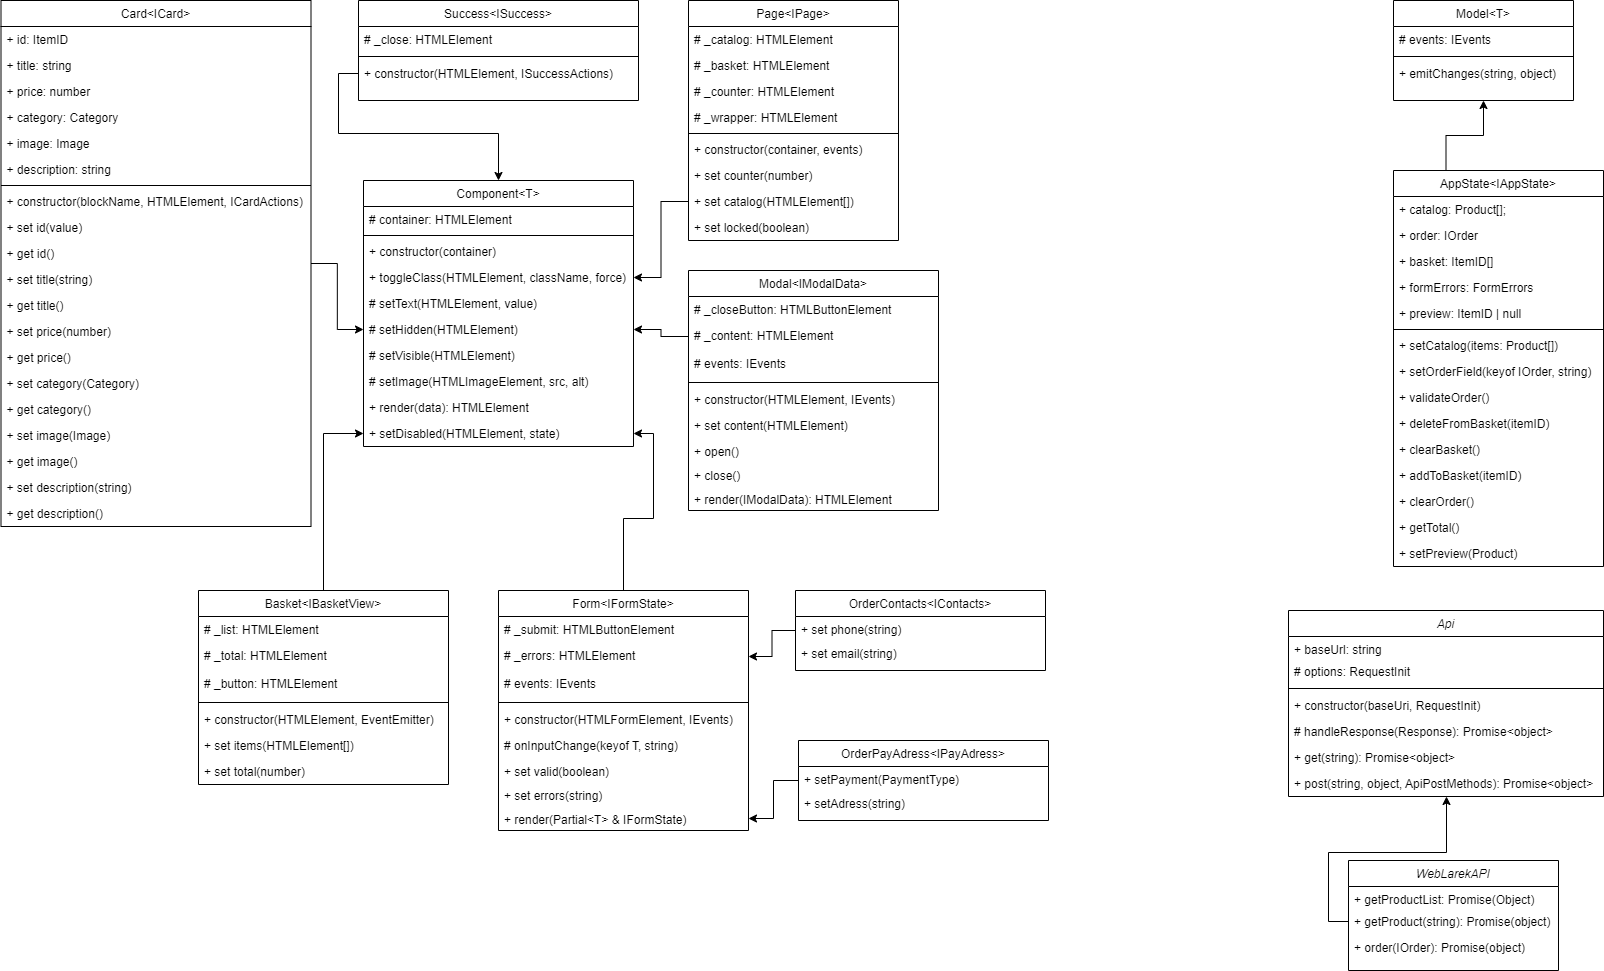 Card<ICard>
+ id: ItemID
+ title: string
+ price: number
+ category: Category
+ image: Image
+ description: string
+ constructor(blockName, HTMLElement, ICardActions)
+ set id(value)
+ get id()
+ set title(string)
+ get title()
+ set price(number)
+ get price()
+ set category(Category)
+ get category()
+ set image(Image)
+ get image()
+ set description(string)
+ get description()
Success<ISuccess>
# _close: HTMLElement
+ constructor(HTMLElement, ISuccessActions)
Component<T>
# container: HTMLElement
+ constructor(container)
+ toggleClass(HTMLElement, className, force)
# setText(HTMLElement, value)
# setHidden(HTMLElement)
# setVisible(HTMLElement)
# setImage(HTMLImageElement, src, alt)
+ render(data): HTMLElement
+ setDisabled(HTMLElement, state)
Page<IPage>
# _catalog: HTMLElement
# _basket: HTMLElement
# _counter: HTMLElement
# _wrapper: HTMLElement
+ constructor(container, events)
+ set counter(number)
+ set catalog(HTMLElement[])
+ set locked(boolean)
Modal<IModalData>
# _closeButton: HTMLButtonElement
# _content: HTMLElement
# events: IEvents
+ constructor(HTMLElement, IEvents)
+ set content(HTMLElement)
+ open()
+ close()
+ render(IModalData): HTMLElement
Model<T>
# events: IEvents
+ emitChanges(string, object)
AppState<IAppState>
+ catalog: Product[];
+ order: IOrder
+ basket: ItemID[]
+ formErrors: FormErrors
+ preview: ItemID | null
+ setCatalog(items: Product[])
+ setOrderField(keyof IOrder, string)
+ validateOrder()
+ deleteFromBasket(itemID)
+ clearBasket()
+ addToBasket(itemID)
+ clearOrder()
+ getTotal()
+ setPreview(Product)
Basket<IBasketView>
# _list: HTMLElement
# _total: HTMLElement
# _button: HTMLElement
+ constructor(HTMLElement, EventEmitter)
+ set items(HTMLElement[])
+ set total(number)
Form<IFormState>
# _submit: HTMLButtonElement
# _errors: HTMLElement
# events: IEvents
+ constructor(HTMLFormElement, IEvents)
# onInputChange(keyof T, string)
+ set valid(boolean)
+ set errors(string)
+ render(Partial<T> & IFormState)
OrderContacts<IContacts>
+ set phone(string)
+ set email(string)
OrderPayAdress<IPayAdress>
+ setPayment(PaymentType)
+ setAdress(string)
Api
+ baseUrl: string
# options: RequestInit
+ constructor(baseUri, RequestInit)
# handleResponse(Response): Promise<object>
+ get(string): Promise<object>
+ post(string, object, ApiPostMethods): Promise<object>
WebLarekAPI
+ getProductList: Promise(Object)
+ getProduct(string): Promise(object)
+ order(IOrder): Promise(object)